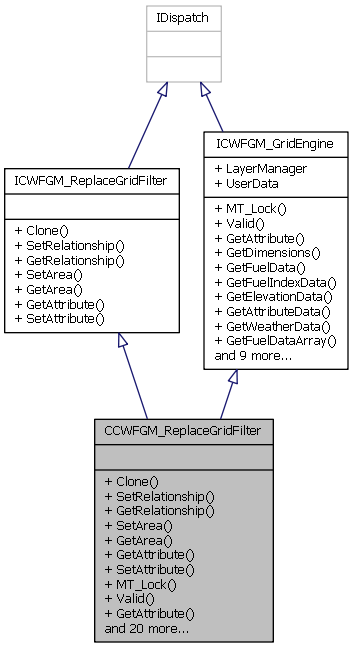 IDispatch
ICWFGM_GridEngine
+ LayerManager
+ UserData
+ MT_Lock()
+ Valid()
+ GetAttribute()
+ GetDimensions()
+ GetFuelData()
+ GetFuelIndexData()
+ GetElevationData()
+ GetAttributeData()
+ GetWeatherData()
+ GetFuelDataArray()
and 9 more...
ICWFGM_ReplaceGridFilter
+ Clone()
+ SetRelationship()
+ GetRelationship()
+ SetArea()
+ GetArea()
+ GetAttribute()
+ SetAttribute()
CCWFGM_ReplaceGridFilter
+ Clone()
+ SetRelationship()
+ GetRelationship()
+ SetArea()
+ GetArea()
+ GetAttribute()
+ SetAttribute()
+ MT_Lock()
+ Valid()
+ GetAttribute()
and 20 more...